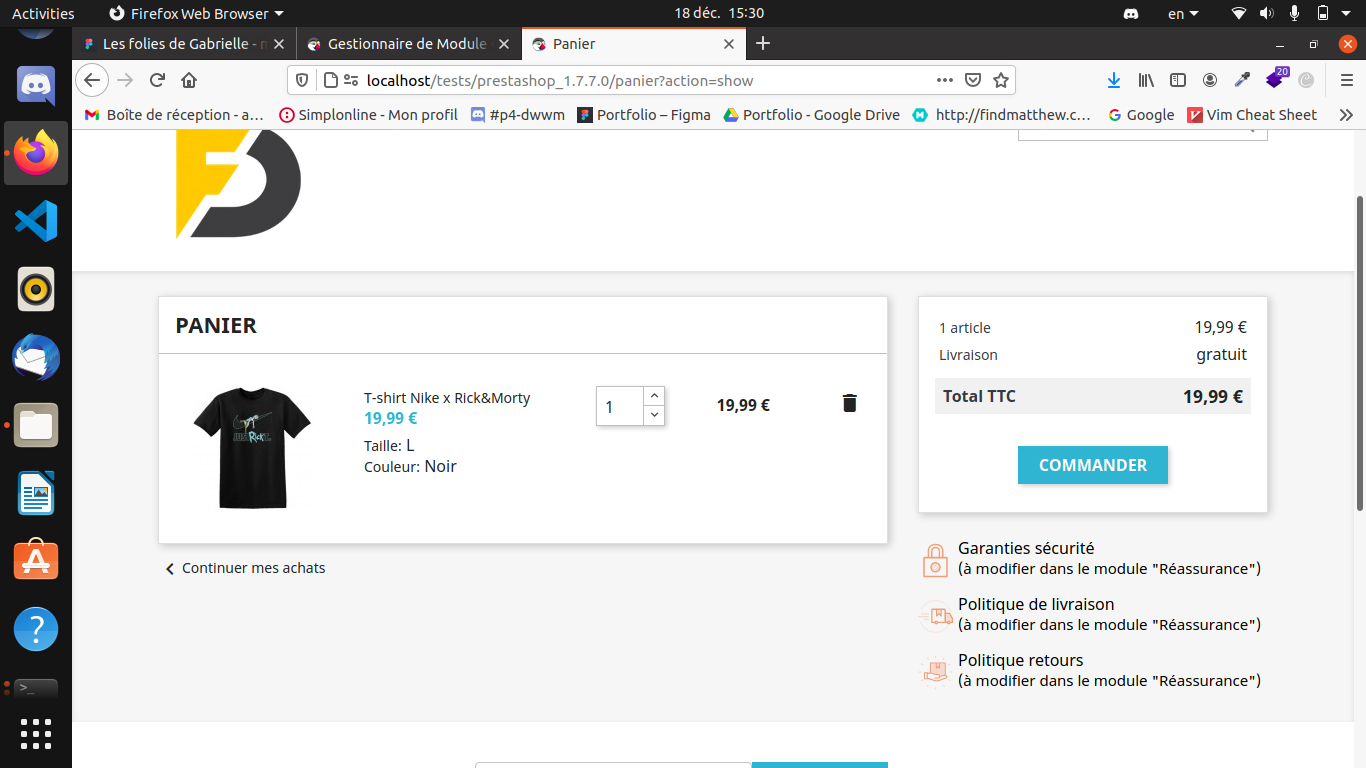 Activities
Firefox Web Browser
18 déc. 15:30
en
Les folies de Gabrielle - m
Gestionnaire de Module
Panier
localhost/tests/prestashop_1.7.7.0/panier?action=show
20
Boîte de réception - a…
Simplonline - Mon profil
#p4-dwwm
Portfolio – Figma
Portfolio - Google Drive
http://findmatthew.c…
Google
Vim Cheat Sheet
PANIER
T-shirt Nike x Rick&Morty
19,99 €
Taille: L
Couleur: Noir
1
19,99 €
Continuer mes achats
1 article 19,99 €
Livraison gratuit
Total TTC 19,99 €
COMMANDER
Garanties sécurité
(à modifier dans le module "Réassurance")
Politique de livraison
(à modifier dans le module "Réassurance")
Politique retours
(à modifier dans le module "Réassurance")